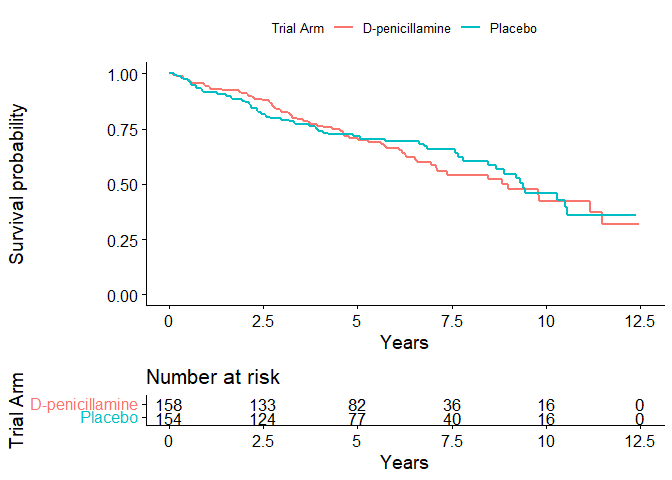 Trial Arm D-penicillamine Placebo
Survival probability
1.00
0.75
0.50
0.25
0.00
0 2.5 5 7.5 10 12.5
Years
Number at risk
Trial Arm
D-penicillamine 158 133 82 36 16 0
Placebo 154 124 77 40 16 0
0 2.5 5 7.5 10 12.5
Years